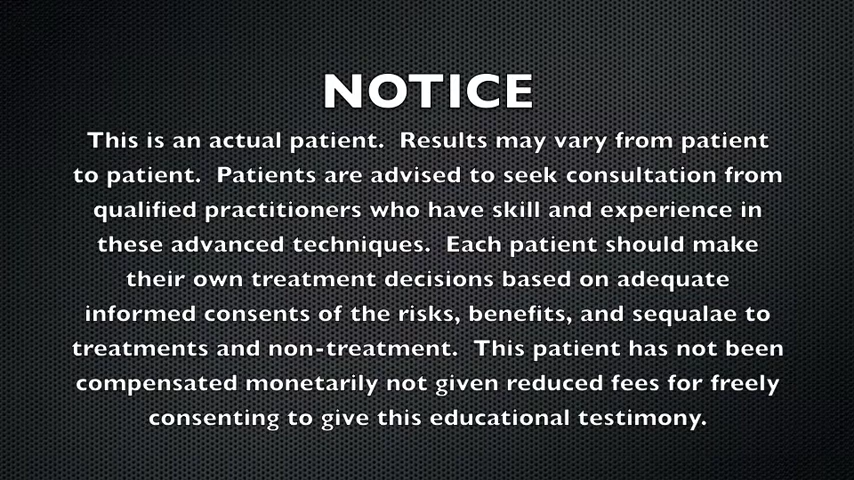 NOTICE
This is an actual patient.  Results may vary from patient
to patient.  Patients are advised to seek consultation from
qualified practitioners who have skill and experience in
these advanced techniques.  Each patient should make
their own treatment decisions based on adequate
informed consents of the risks, benefits, and sequalae to
treatments and non-treatment.  This patient has not been
compensated monetarily not given reduced fees for freely
consenting to give this educational testimony.